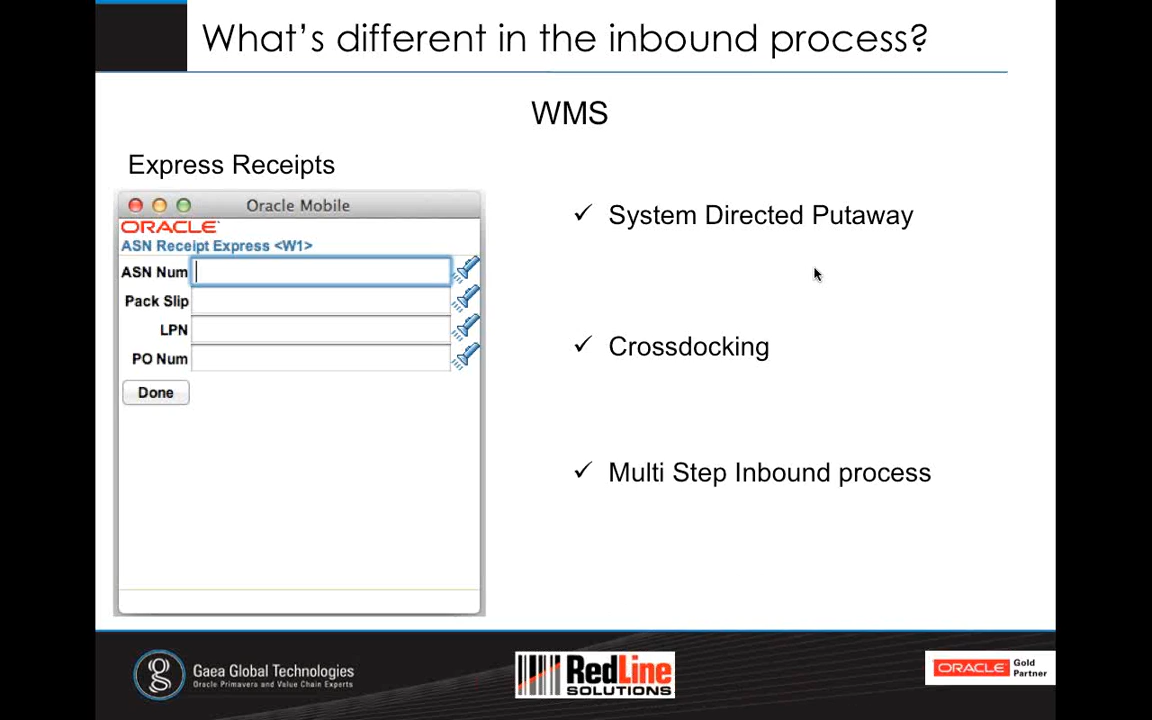 What's different in the inbound process?
WMS
Express Receipts
Oracle Mobile
ORACLE
ASN Receipt Express <W1>
ASN Num
Pack Slip
LPN
PO Num
Done
✓ System Directed Putaway
✓ Crossdocking
✓ Multi Step Inbound process
Gaea Global Technologies
Oracle Primavera and Value Chain Experts
RedLine
SOLUTIONS
ORACLE Gold
Partner